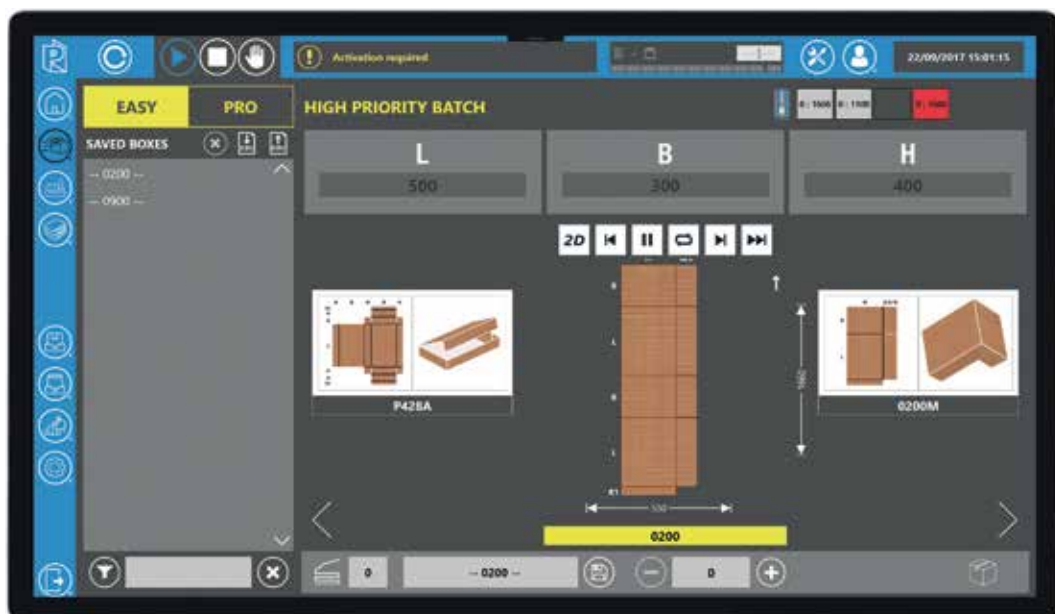 Activation required
22/09/2017 15:01:15
EASY
PRO
HIGH PRIORITY BATCH
SAVED BOXES
-- 0200 --
-- 0900 --
L
500
B
300
H
400
2D
P428A
0200M
0200
0
-- 0200 --
0